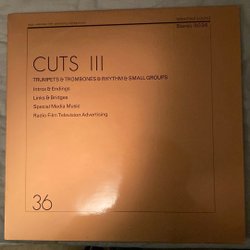 CUTS III
TRUMPETS & TROMBONES & RHYTHM & SMALL GROUPS
Intros & Endings
Links & Bridges
Special Media Music
Radio Film Television Advertising
36